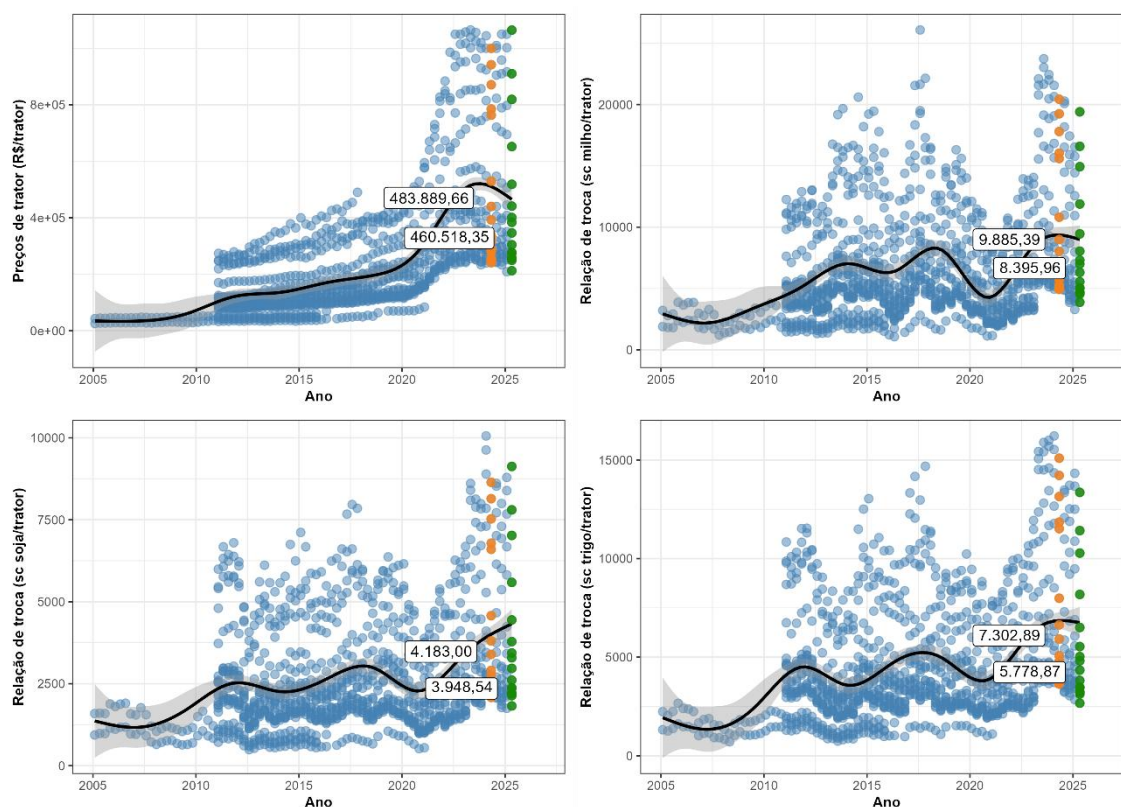 Preços de trator (R$/trator)
8e+05
4e+05
0e+00
483.889,66
460.518,35
2005 2010 2015 2020 2025
Ano
Relação de troca (sc milho/trator)
20000
10000
0
9.885,39
8.395,96
2005 2010 2015 2020 2025
Ano
Relação de troca (sc soja/trator)
10000
7500
5000
2500
0
4.183,00
3.948,54
2005 2010 2015 2020 2025
Ano
Relação de troca (sc trigo/trator)
15000
10000
5000
0
7.302,89
5.778,87
2005 2010 2015 2020 2025
Ano